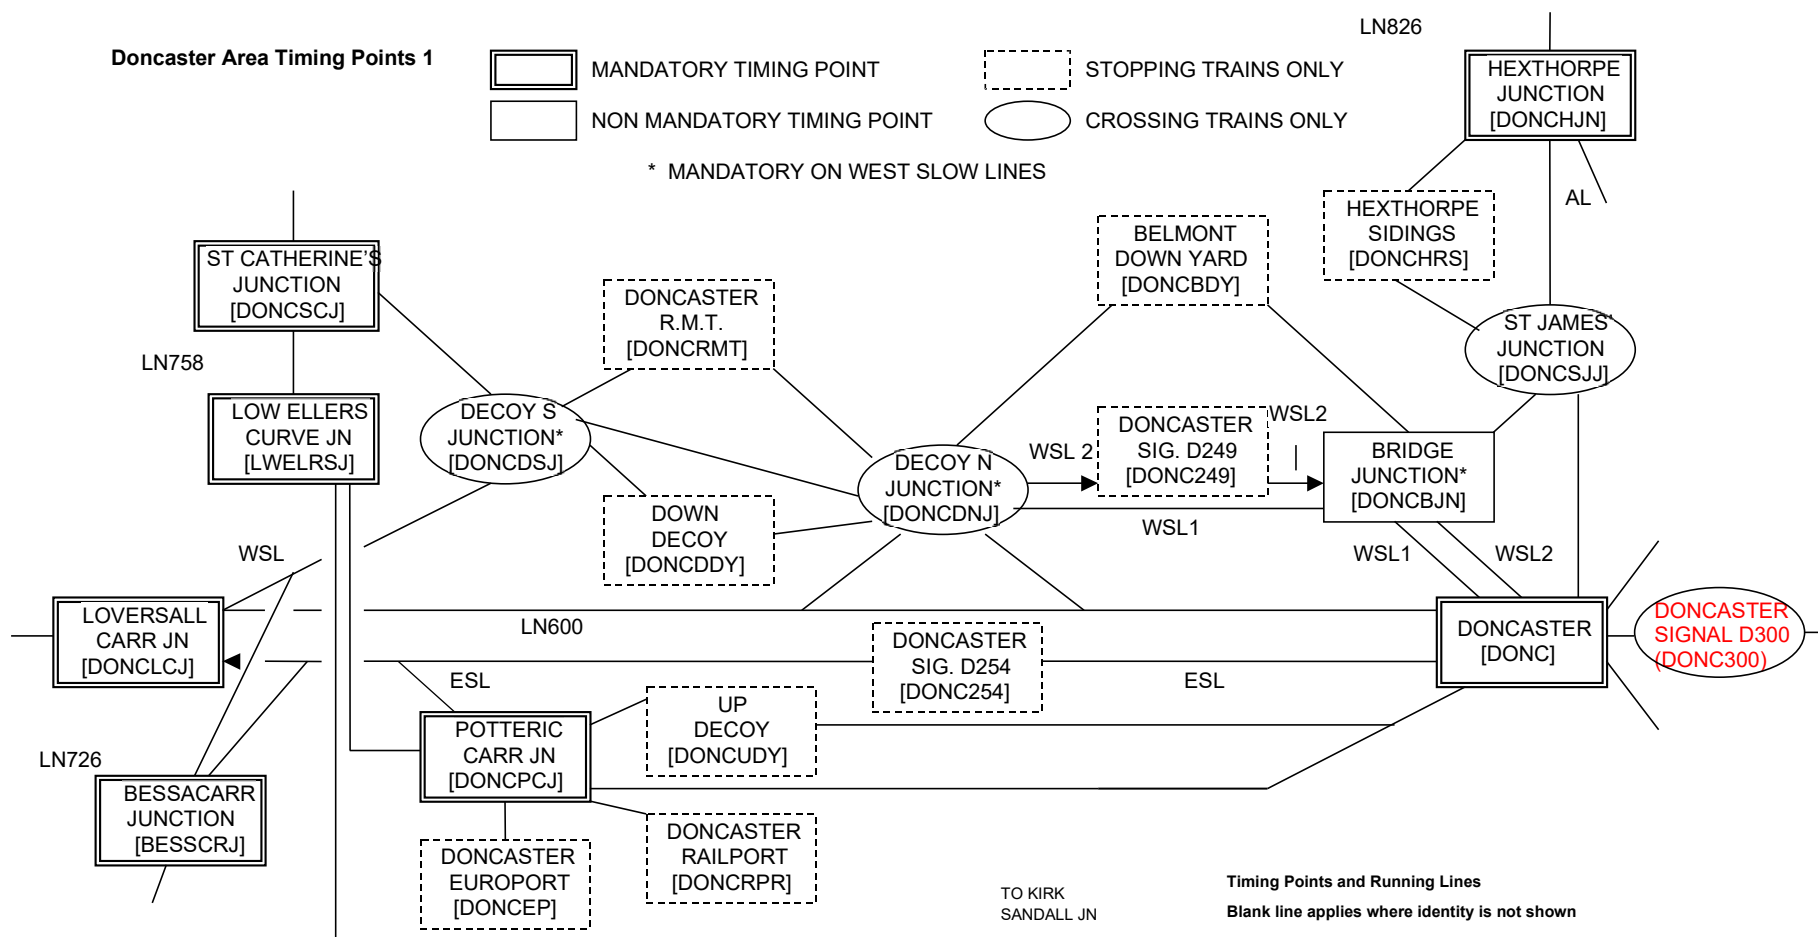 LN826
Doncaster Area Timing Points 1
MANDATORY TIMING POINT
STOPPING TRAINS ONLY
NON MANDATORY TIMING POINT
CROSSING TRAINS ONLY
* MANDATORY ON WEST SLOW LINES
HEXTHORPE
JUNCTION
[DONCHJN]
AL
HEXTHORPE
SIDINGS
[DONCHRS]
BELMONT
DOWN YARD
[DONCBDY]
ST CATHERINE'S
JUNCTION
[DONCSCJ]
DONCASTER
R.M.T.
[DONCRMT]
ST JAMES'
JUNCTION
[DONCSJJ]
LN758
LOW ELLERS
CURVE JN
[LWELRSJ]
DECOY S
JUNCTION*
[DONCDSJ]
DECOY N
JUNCTION*
[DONCDNJ]
WSL 2
DONCASTER
SIG. D249
[DONC249]
WSL2
BRIDGE
JUNCTION*
[DONCBJN]
DOWN
DECOY
[DONCDDY]
WSL1
WSL1
WSL2
WSL
LOVERSALL
CARR JN
[DONCLCJ]
LN600
DONCASTER
SIG. D254
[DONC254]
DONCASTER
[DONC]
DONCASTER
SIGNAL D300
(DONC300)
ESL
ESL
UP
DECOY
[DONCUDY]
POTTERIC
CARR JN
[DONCPCJ]
LN726
BESSACARR
JUNCTION
[BESSCRJ]
DONCASTER
EUROPORT
[DONCEP]
DONCASTER
RAILPORT
[DONCRPR]
TO KIRK
SANDALL JN
Timing Points and Running Lines
Blank line applies where identity is not shown